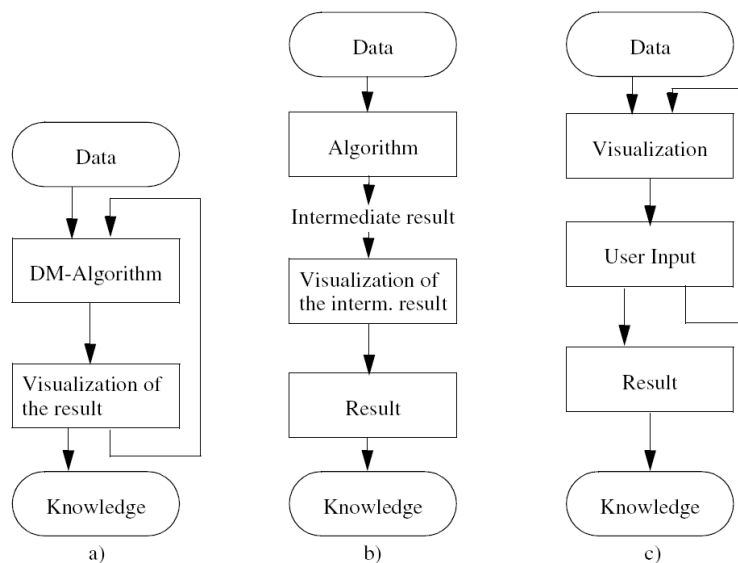 Data
DM-Algorithm
Visualization of
the result
Knowledge
a)
Data
Algorithm
Intermediate result
Visualization of
the interm. result
Result
Knowledge
b)
Data
Visualization
User Input
Result
Knowledge
c)